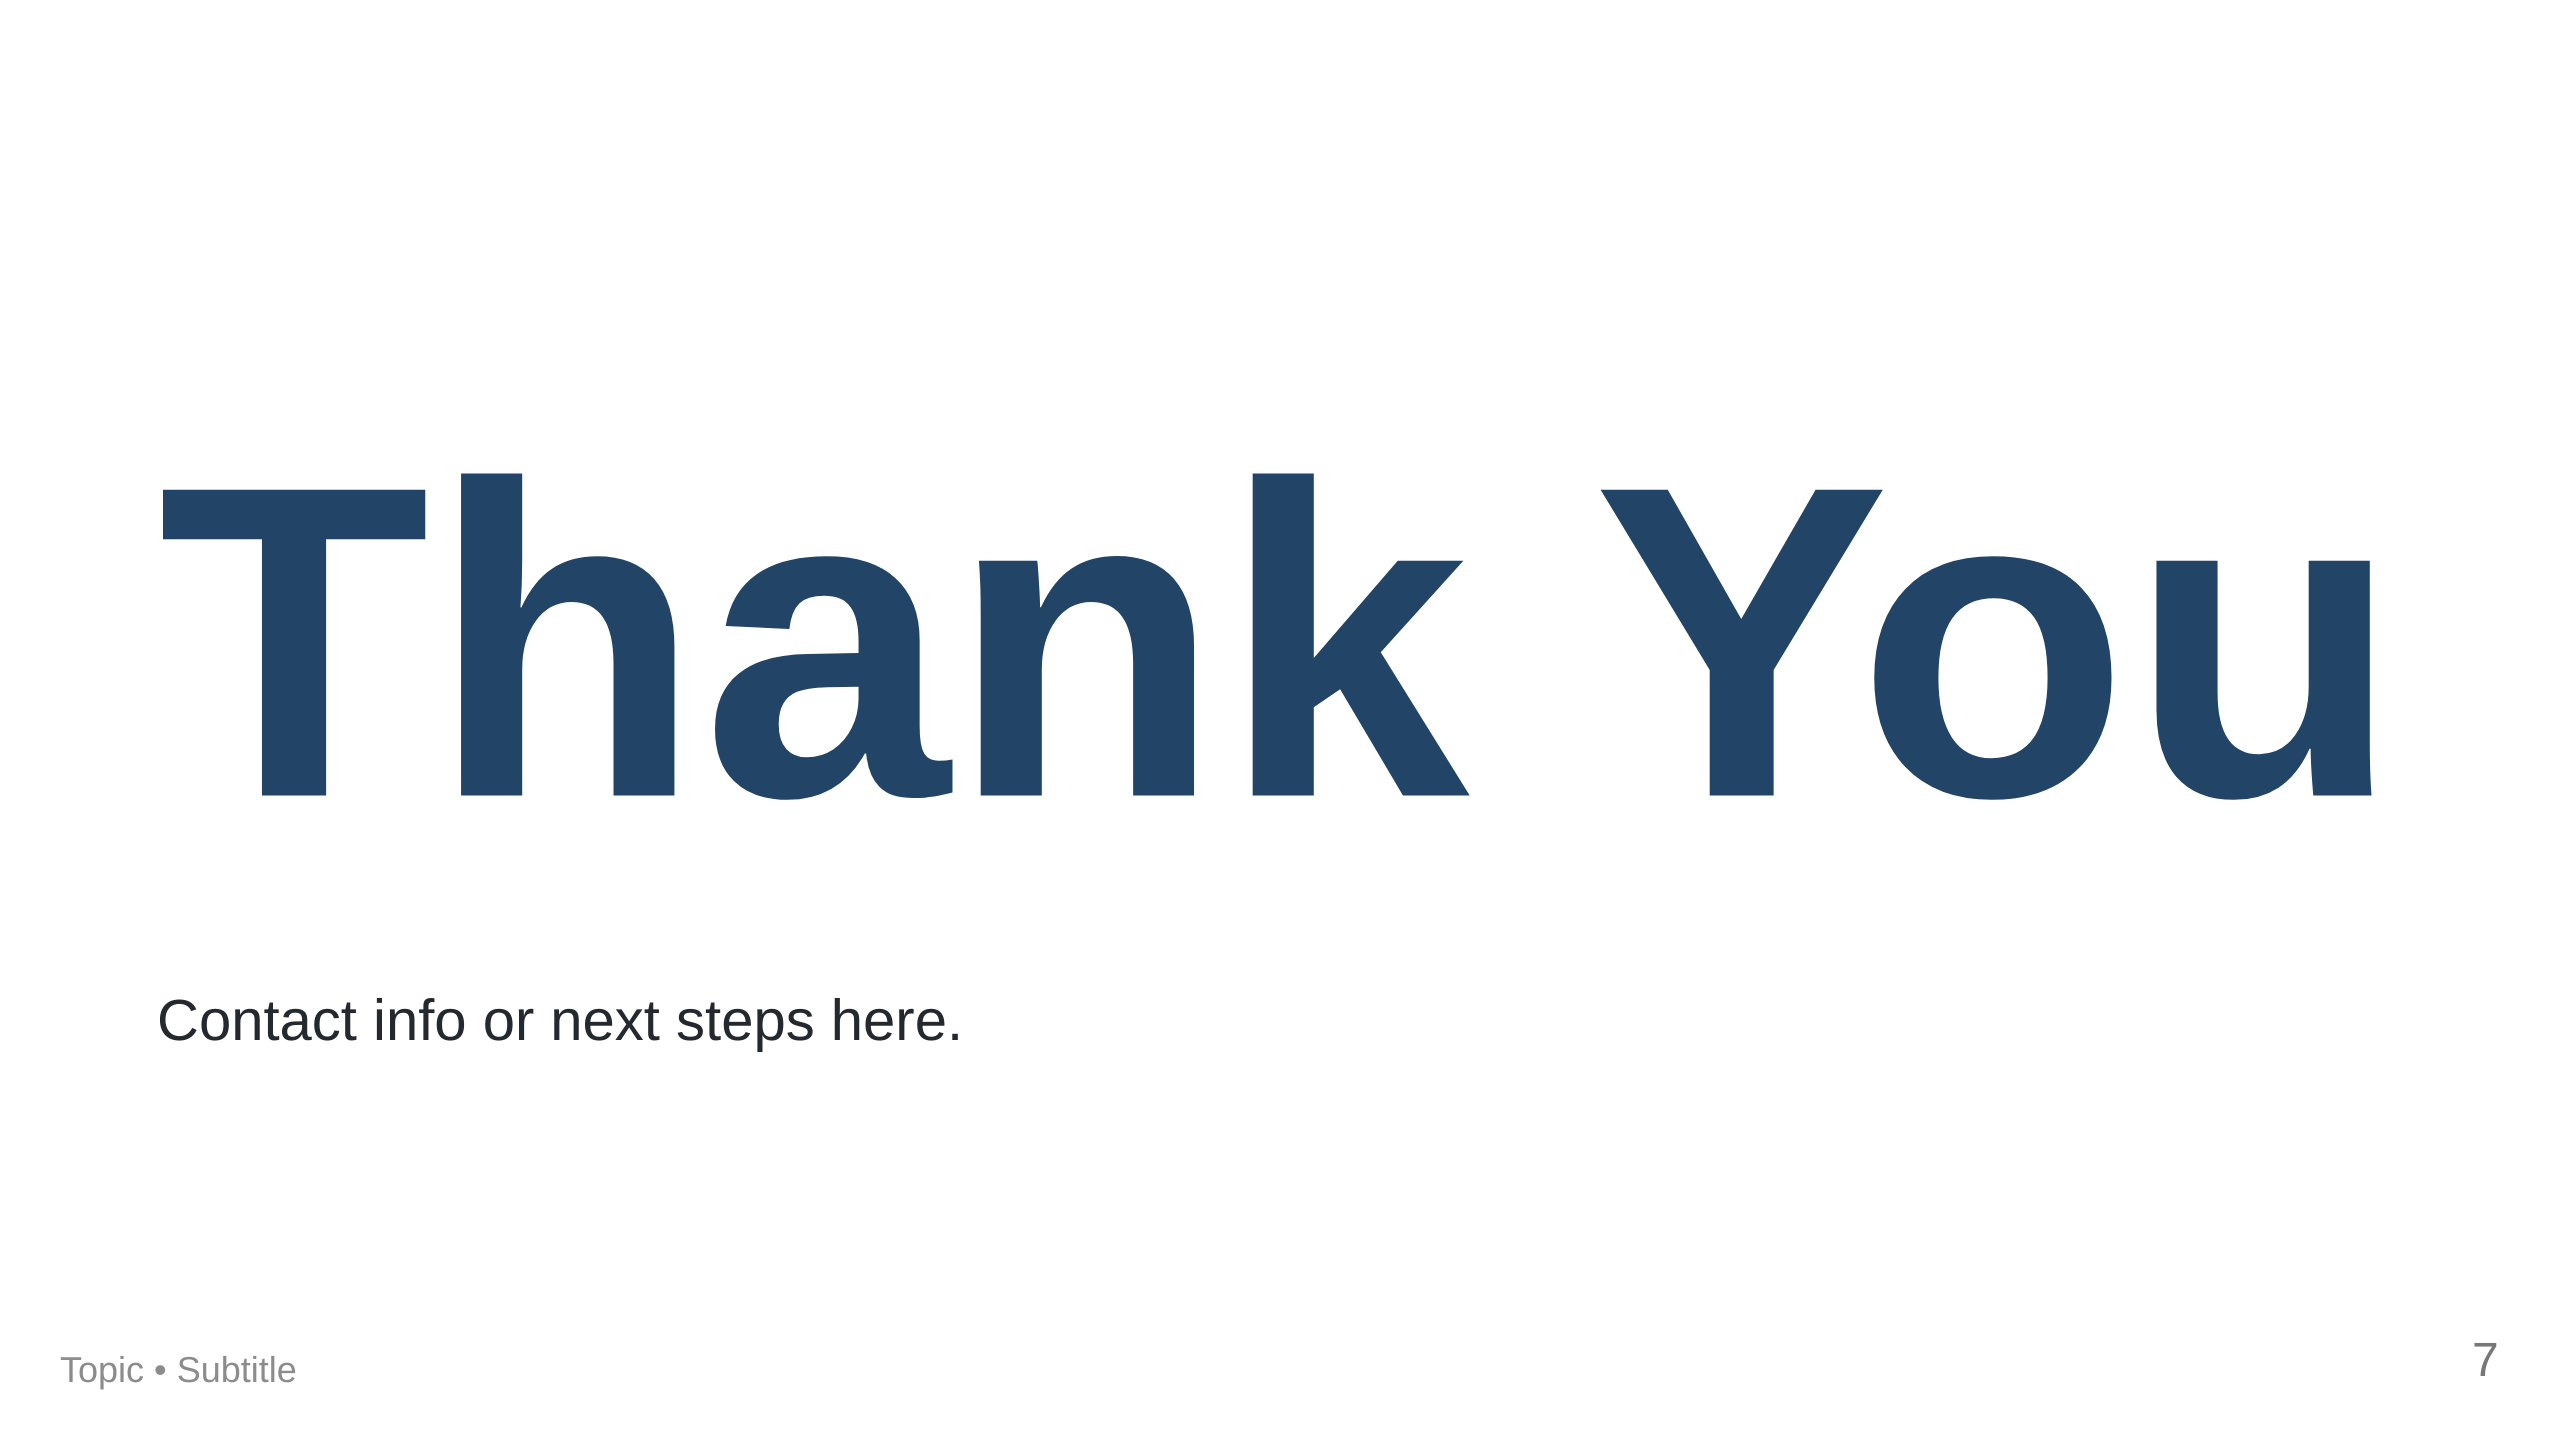 Thank You
Contact info or next steps here.
Topic • Subtitle
7